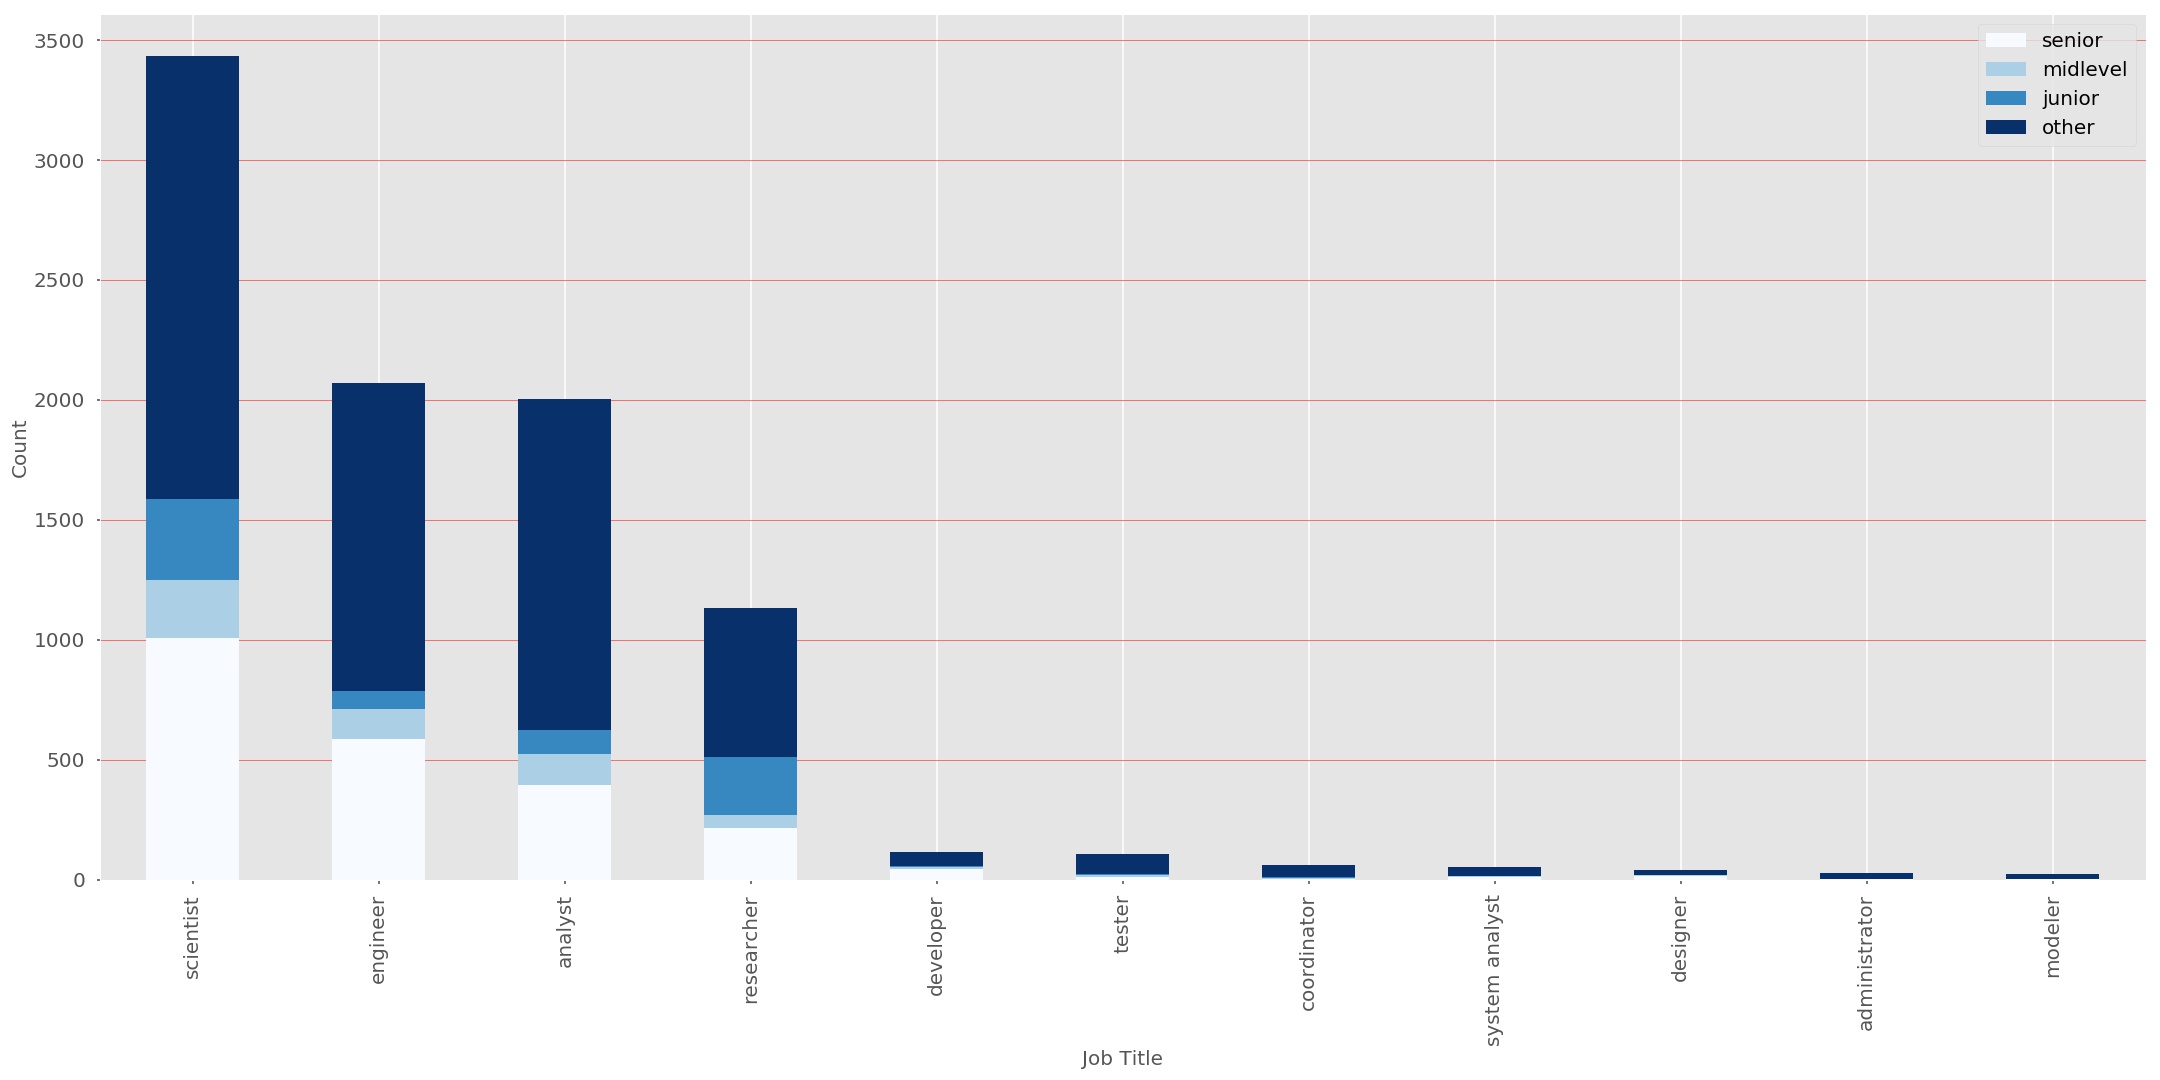 3500
3000
2500
2000
1500
1000
500
0
Count
senior
midlevel
junior
other
scientist
engineer
analyst
researcher
developer
tester
coordinator
system analyst
designer
administrator
modeler
Job Title